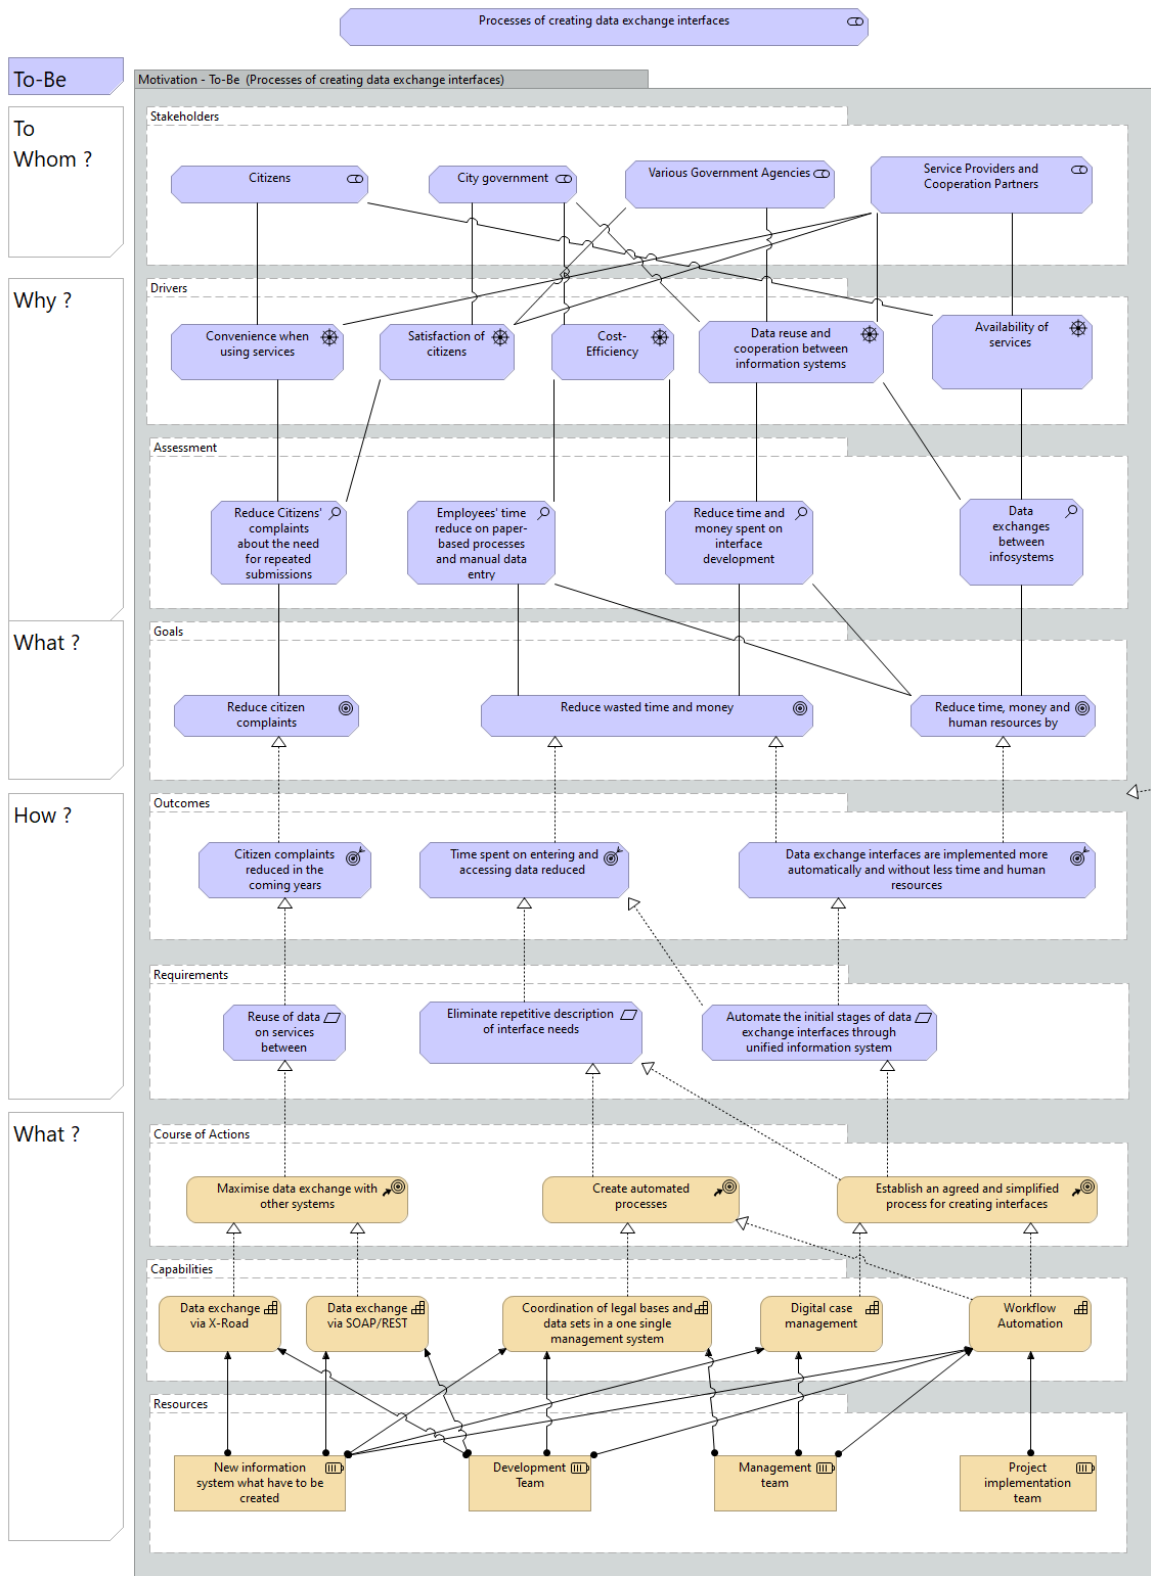 Processes of creating data exchange interfaces
To-Be
Motivation - To-Be (Processes of creating data exchange interfaces)
To
Whom ?
Stakeholders
Citizens
City government
Various Government Agencies
Service Providers and
Cooperation Partners
Why ?
Drivers
Convenience when
using services
Satisfaction of
citizens
Cost-
Efficiency
Data reuse and
cooperation between
information systems
Availability of
services
Assessment
Reduce Citizens'
complaints
about the need
for repeated
submissions
Employees' time
reduce on paper-
based processes
and manual data
entry
Reduce time and
money spent on
interface
development
Data
exchanges
between
infosystems
What ?
Goals
Reduce citizen
complaints
Reduce wasted time and money
Reduce time, money and
human resources by
How ?
Outcomes
Citizen complaints
reduced in the
coming years
Time spent on entering and
accessing data reduced
Data exchange interfaces are implemented more
automatically and without less time and human
resources
Requirements
Reuse of data
on services
between
Eliminate repetitive description
of interface needs
Automate the initial stages of data
exchange interfaces through
unified information system
What ?
Course of Actions
Maximise data exchange with
other systems
Create automated
processes
Establish an agreed and simplified
process for creating interfaces
Capabilities
Data exchange
via X-Road
Data exchange
via SOAP/REST
Coordination of legal bases and
data sets in a one single
management system
Digital case
management
Workflow
Automation
Resources
New information
system what have to be
created
Development
Team
Management
team
Project
implementation
team